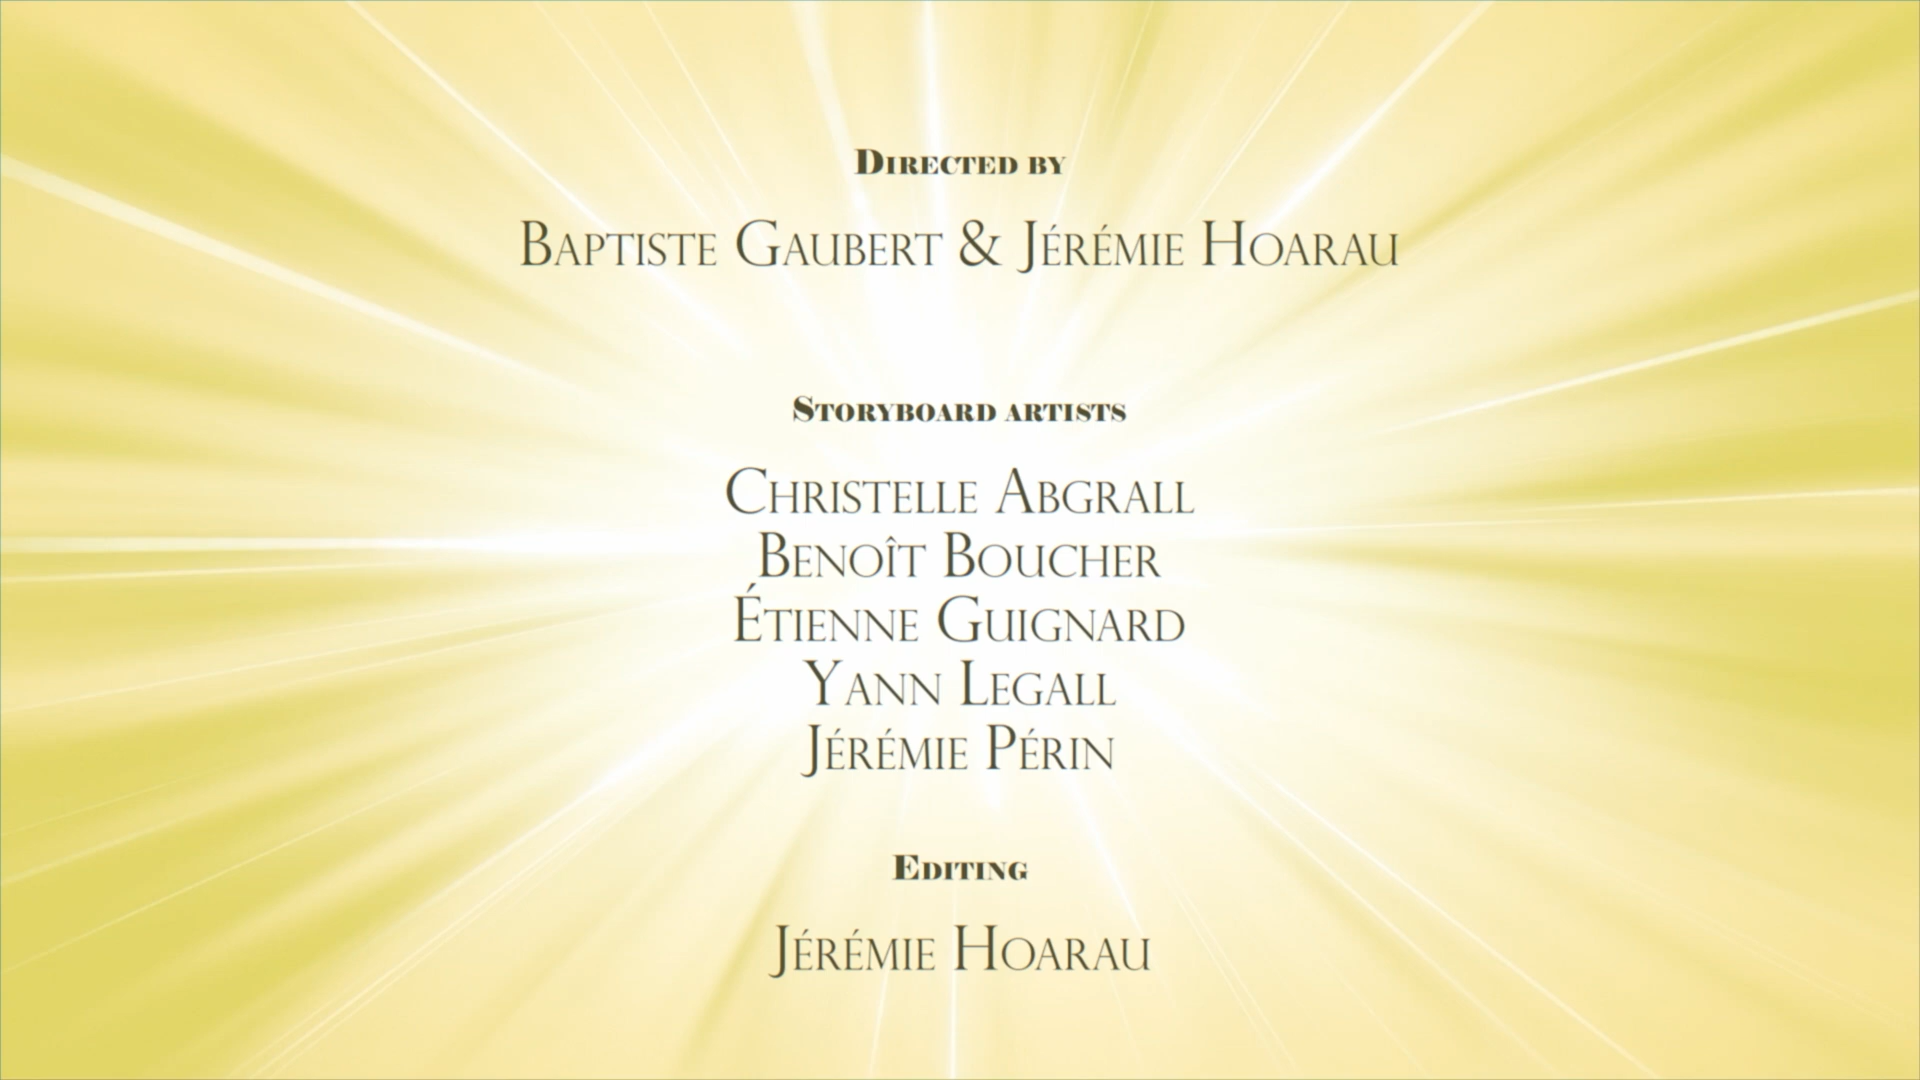 Directed by
Baptiste Gaubert & Jérémie Hoarau
Storyboard artists
Christelle Abgrall
Benoît Boucher
Étienne Guignard
Yann Legall
Jérémie Périn
Editing
Jérémie Hoarau